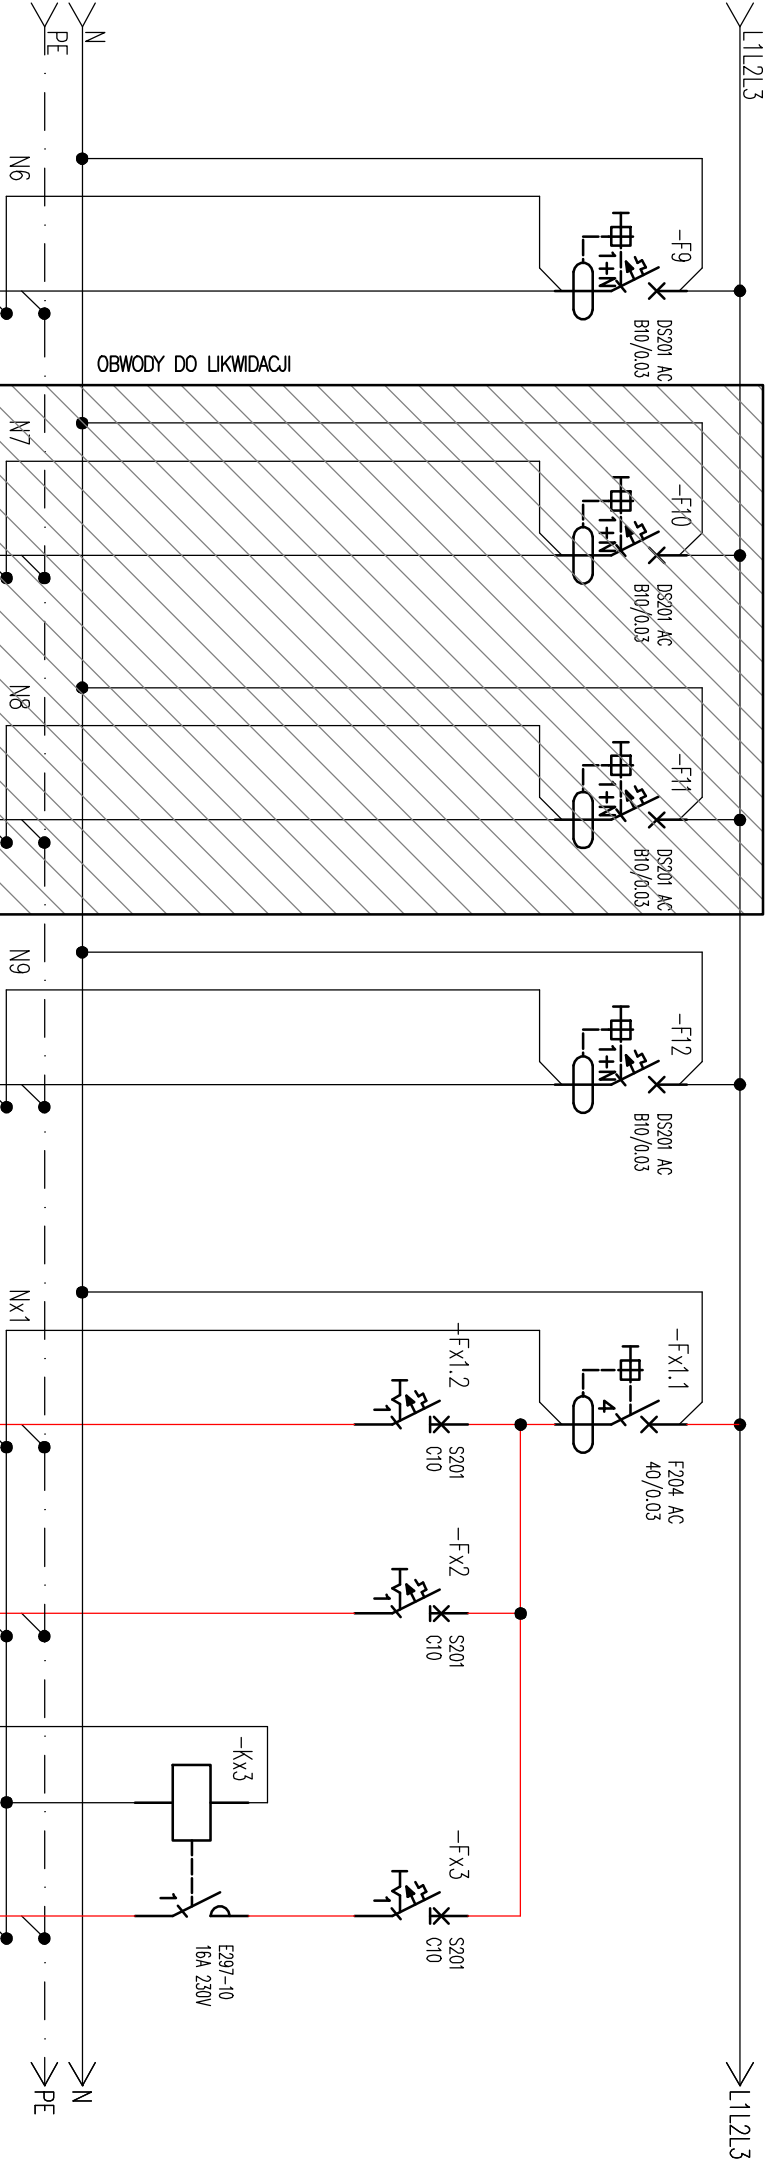 L1L2L3
N
PE
N6
-F9
DS201 AC
B10/0.03
1+N
OBWODY DO LIKWIDACJI
N7
-F10
DS201 AC
B10/0.03
1+N
N8
-F11
DS201 AC
B10/0.03
1+N
N9
-F12
DS201 AC
B10/0.03
1+N
Nx1
-Fx1.1
F204 AC
40/0.03
4
-Fx1.2
S201
C10
1
-Fx2
S201
C10
1
-Fx3
S201
C10
1
-Kx3
1
E297-10
16A 230V
L1L2L3
N
PE